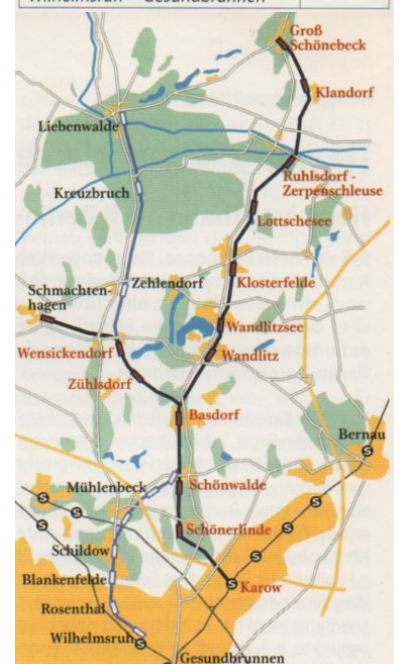 Wilhelmsruh – Gesundbrunnen
Groß
Schönebeck
Klandorf
Liebenwalde
Ruhlsdorf -
Zerpenschleuse
Kreuzbruch
Lottschesee
Zehlendorf
Klosterfelde
Schmachten-
hagen
Wandlitzsee
Wensickendorf
Wandlitz
Zühlsdorf
Basdorf
Bernau
S
Mühlenbeck
Schönwalde
S
S
S
S
Schönerlinde
S
Schildow
S
Blankenfelde
S
Karow
Rosenthal
Wilhelmsruh
S
Gesundbrunnen